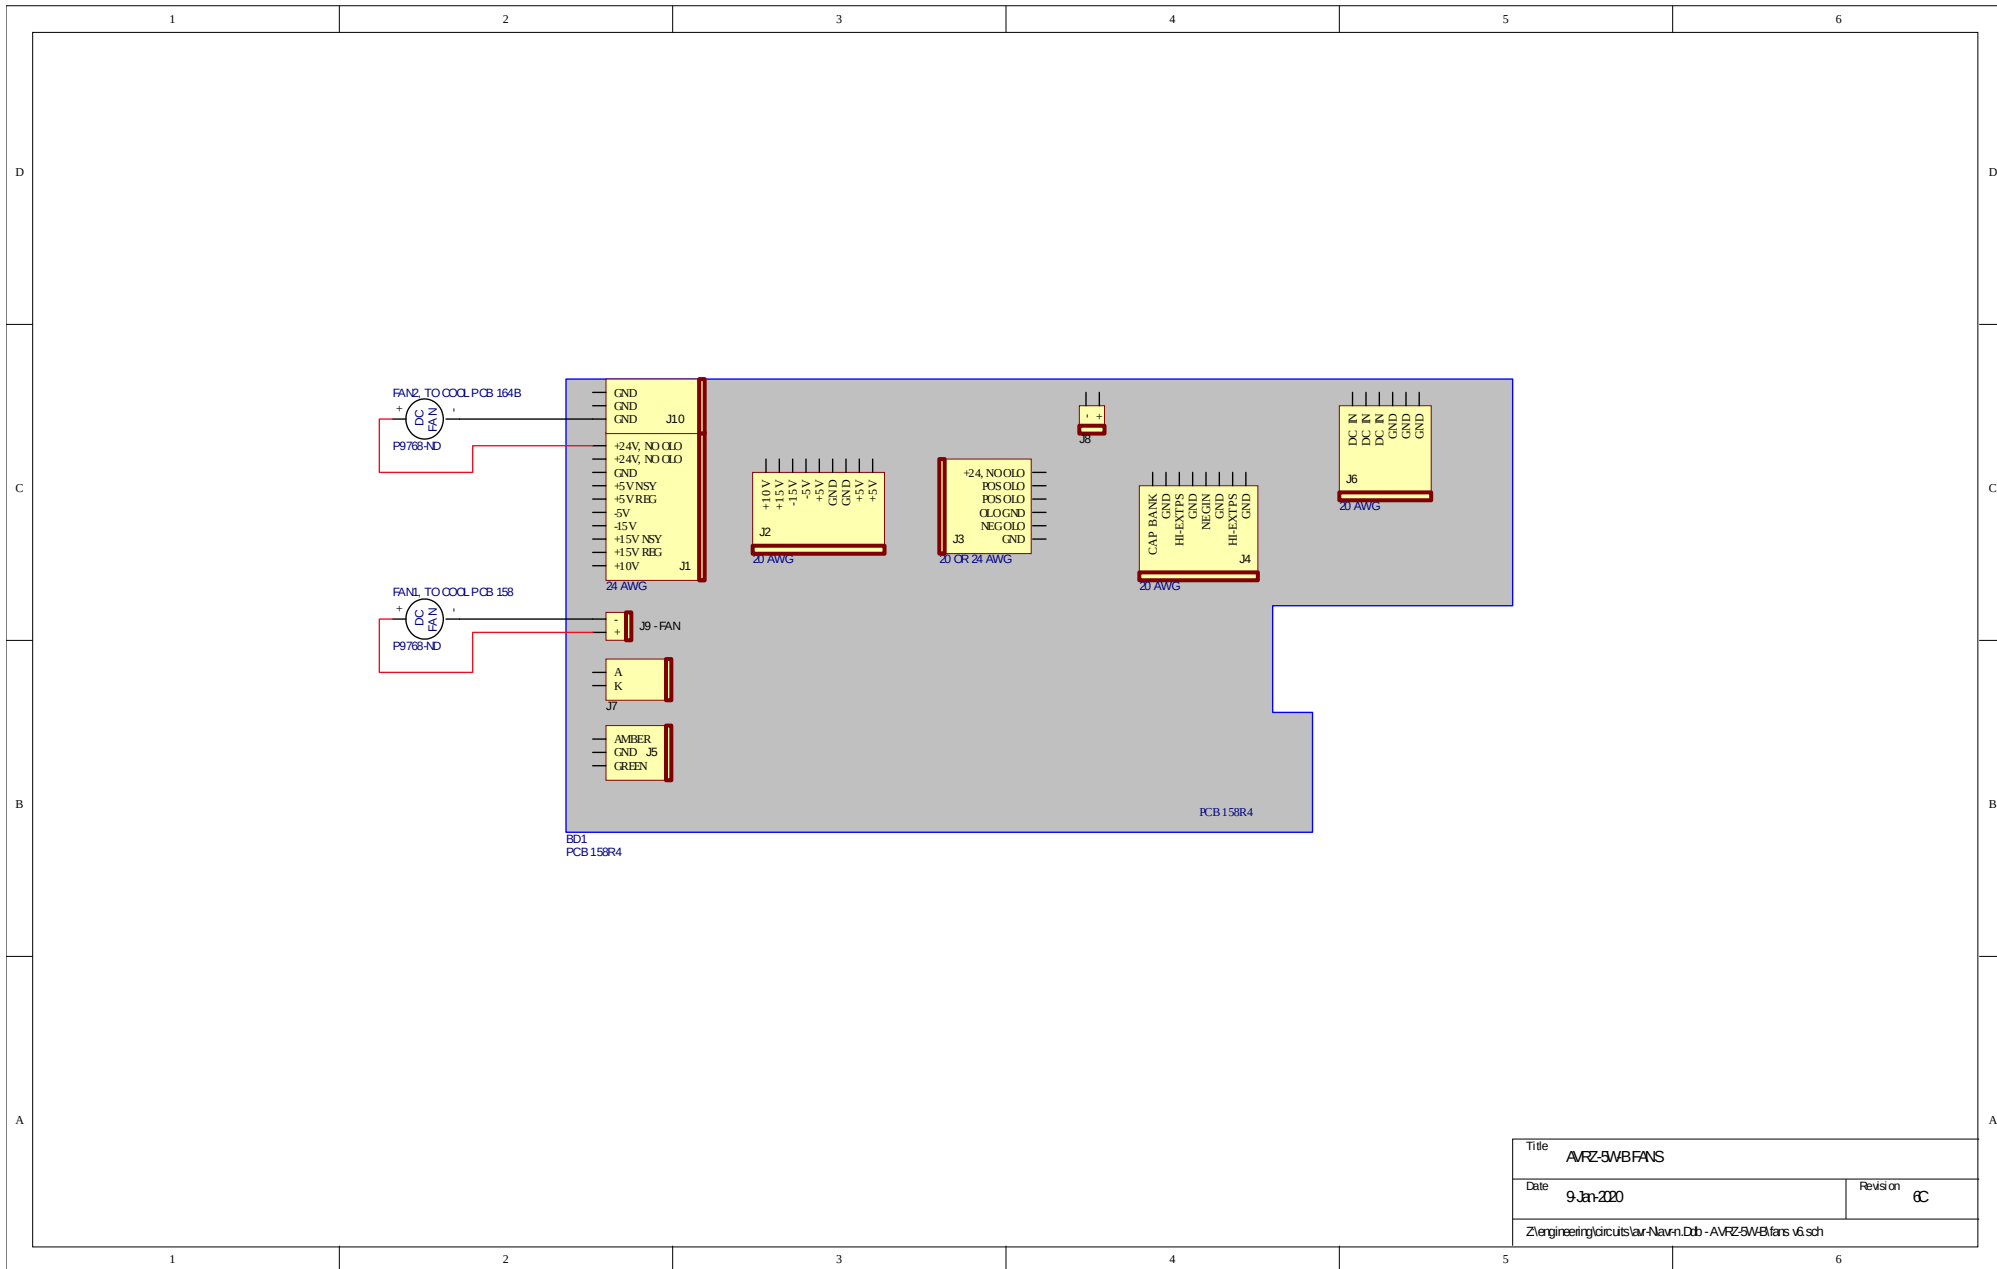 1 2 3 4 5 6
D D
FAN2, TO COOL PCB 164B
+ -
DC FAN
P9768-ND
GND
GND
GND J10
+24V, NO OLO
+24V, NO OLO
GND
+5V NSY
+5V REG
-5V
-15V
+15V NSY
+15V REG
+10V J1
24 AWG
+10V
+15V
-15V
-5V
+5V
GND
GND
+5V
+5V
J2
20 AWG
+24, NO OLO
POS OLO
POS OLO
OLO GND
NEG OLO
J3 GND
20 OR 24 AWG
- +
J8
CAP BANK
GND
HI-EXT PS
GND
NEG IN
GND
HI-EXT PS
GND
J4
20 AWG
DC IN
DC IN
DC IN
GND
GND
GND
J6
20 AWG
C C
FAN1, TO COOL PCB 158
+ -
DC FAN
P9768-ND
-
+
J9 - FAN
A
K
J7
AMBER
GND J5
GREEN
PCB 158R4
B B
BD1
PCB 158R4
A A
Title
AVRZ-5W-B FANS
Date
9-Jan-2020
Revision
6C
Z:\engineering\circuits\avr-N\avr-n.Ddb - AVRZ-5W-B\fans v6.sch
1 2 3 4 5 6